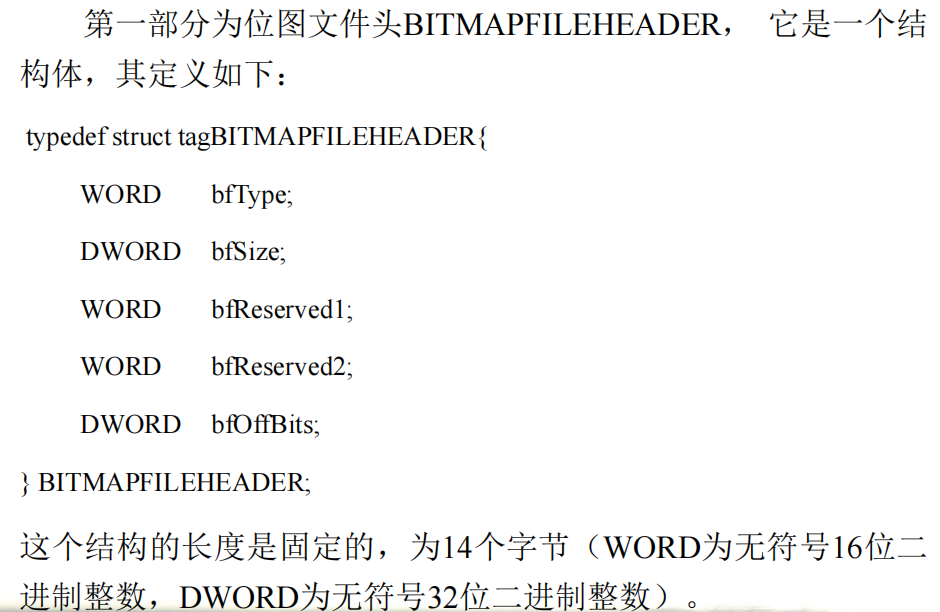 第一部分为位图文件头BITMAPFILEHEADER， 它是一个结
构体，其定义如下：
typedef struct tagBITMAPFILEHEADER{
WORD bfType;
DWORD bfSize;
WORD bfReserved1;
WORD bfReserved2;
DWORD bfOffBits;
} BITMAPFILEHEADER;
这个结构的长度是固定的，为14个字节（WORD为无符号16位二
进制整数，DWORD为无符号32位二进制整数）。